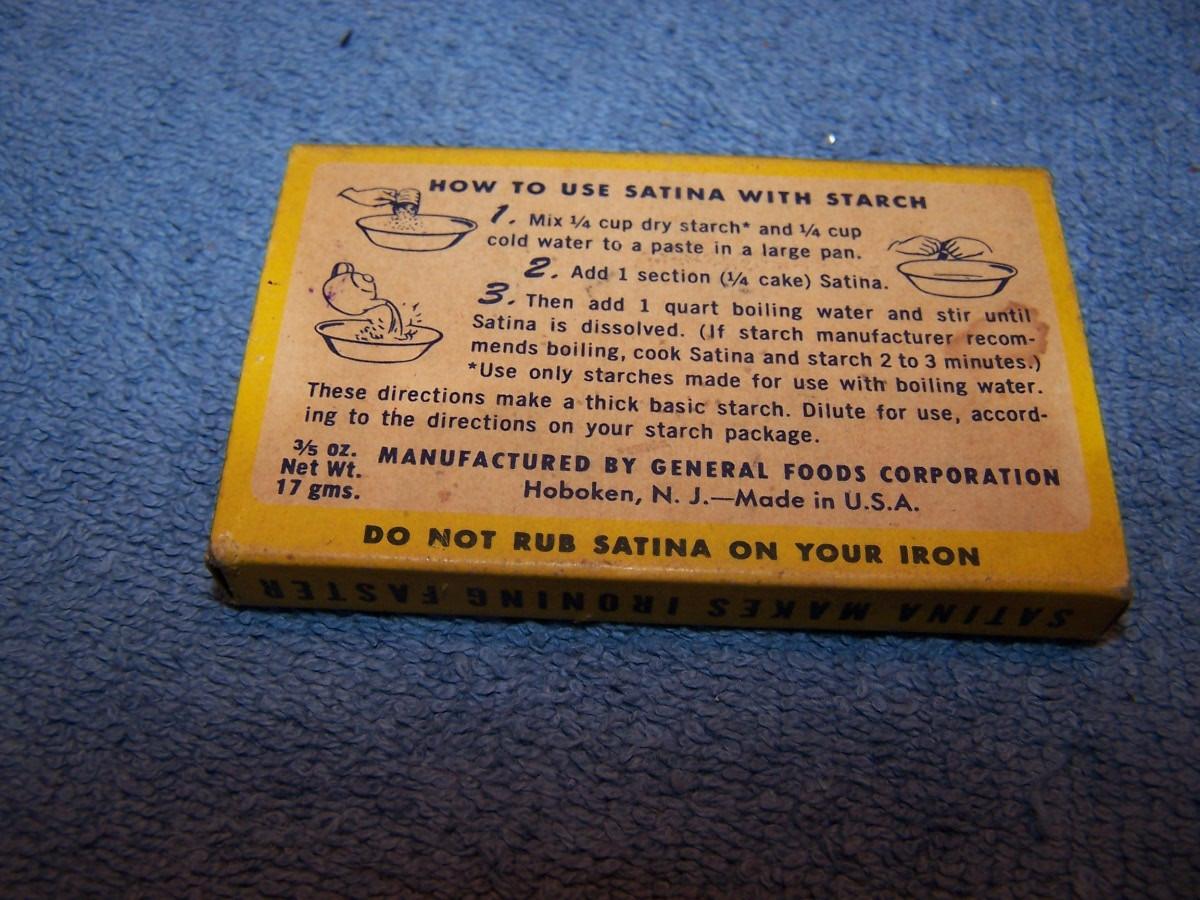 HOW TO USE SATINA WITH STARCH
1. Mix ¼ cup dry starch* and ¼ cup
cold water to a paste in a large pan.
2. Add 1 section (¼ cake) Satina.
3. Then add 1 quart boiling water and stir until
Satina is dissolved. (If starch manufacturer recom-
mends boiling, cook Satina and starch 2 to 3 minutes.)
*Use only starches made for use with boiling water.
These directions make a thick basic starch. Dilute for use, accord-
ing to the directions on your starch package.
3/5 OZ.
Net Wt.
17 gms.
MANUFACTURED BY GENERAL FOODS CORPORATION
Hoboken, N. J.—Made in U.S.A.
DO NOT RUB SATINA ON YOUR IRON
SATINA MAKES IRONING FASTER